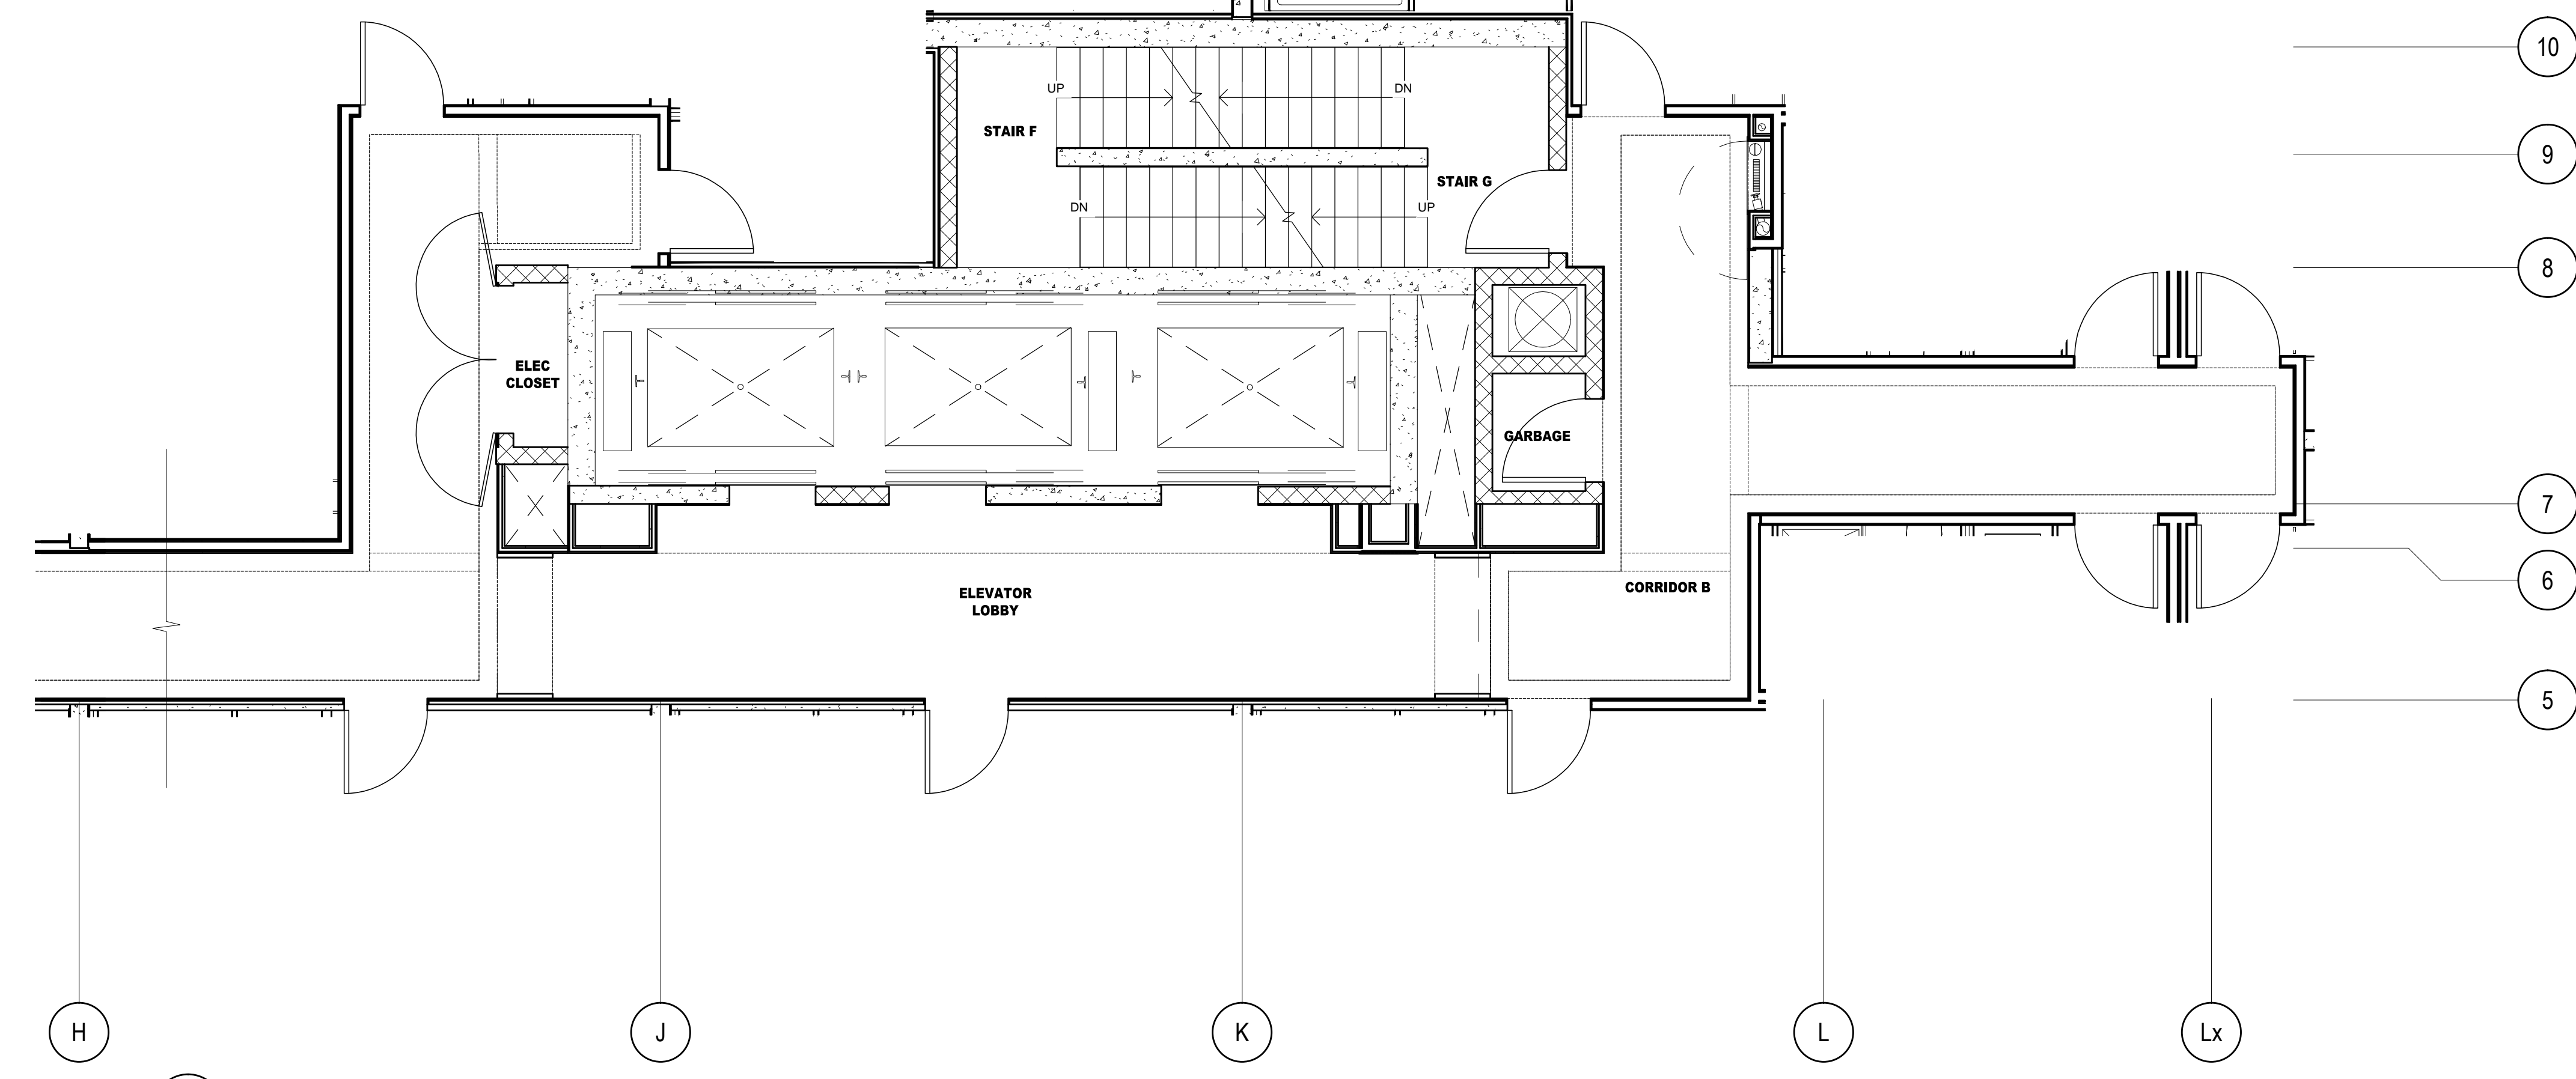 10
UP
DN
STAIR F
9
STAIR G
DN
UP
8
ELEC
CLOSET
GARBAGE
7
6
ELEVATOR
LOBBY
CORRIDOR B
5
H
J
K
L
Lx